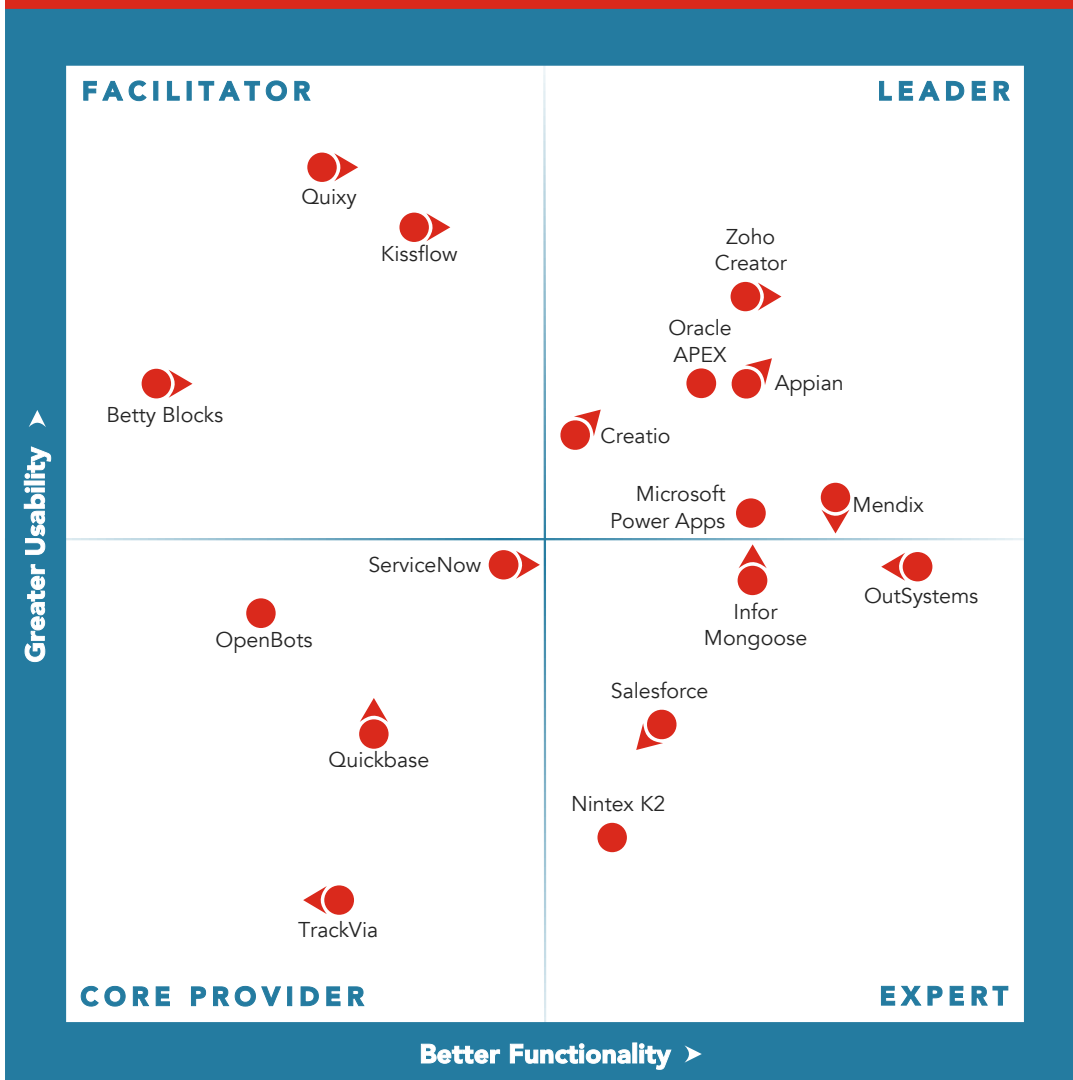 FACILITATOR
LEADER
Quixy
Kissflow
Zoho
Creator
Oracle
APEX
Appian
Betty Blocks
Creatio
Microsoft
Power Apps
Mendix
ServiceNow
OutSystems
OpenBots
Infor
Mongoose
Salesforce
Quickbase
Nintex K2
TrackVia
CORE PROVIDER
EXPERT
Greater Usability
Better Functionality